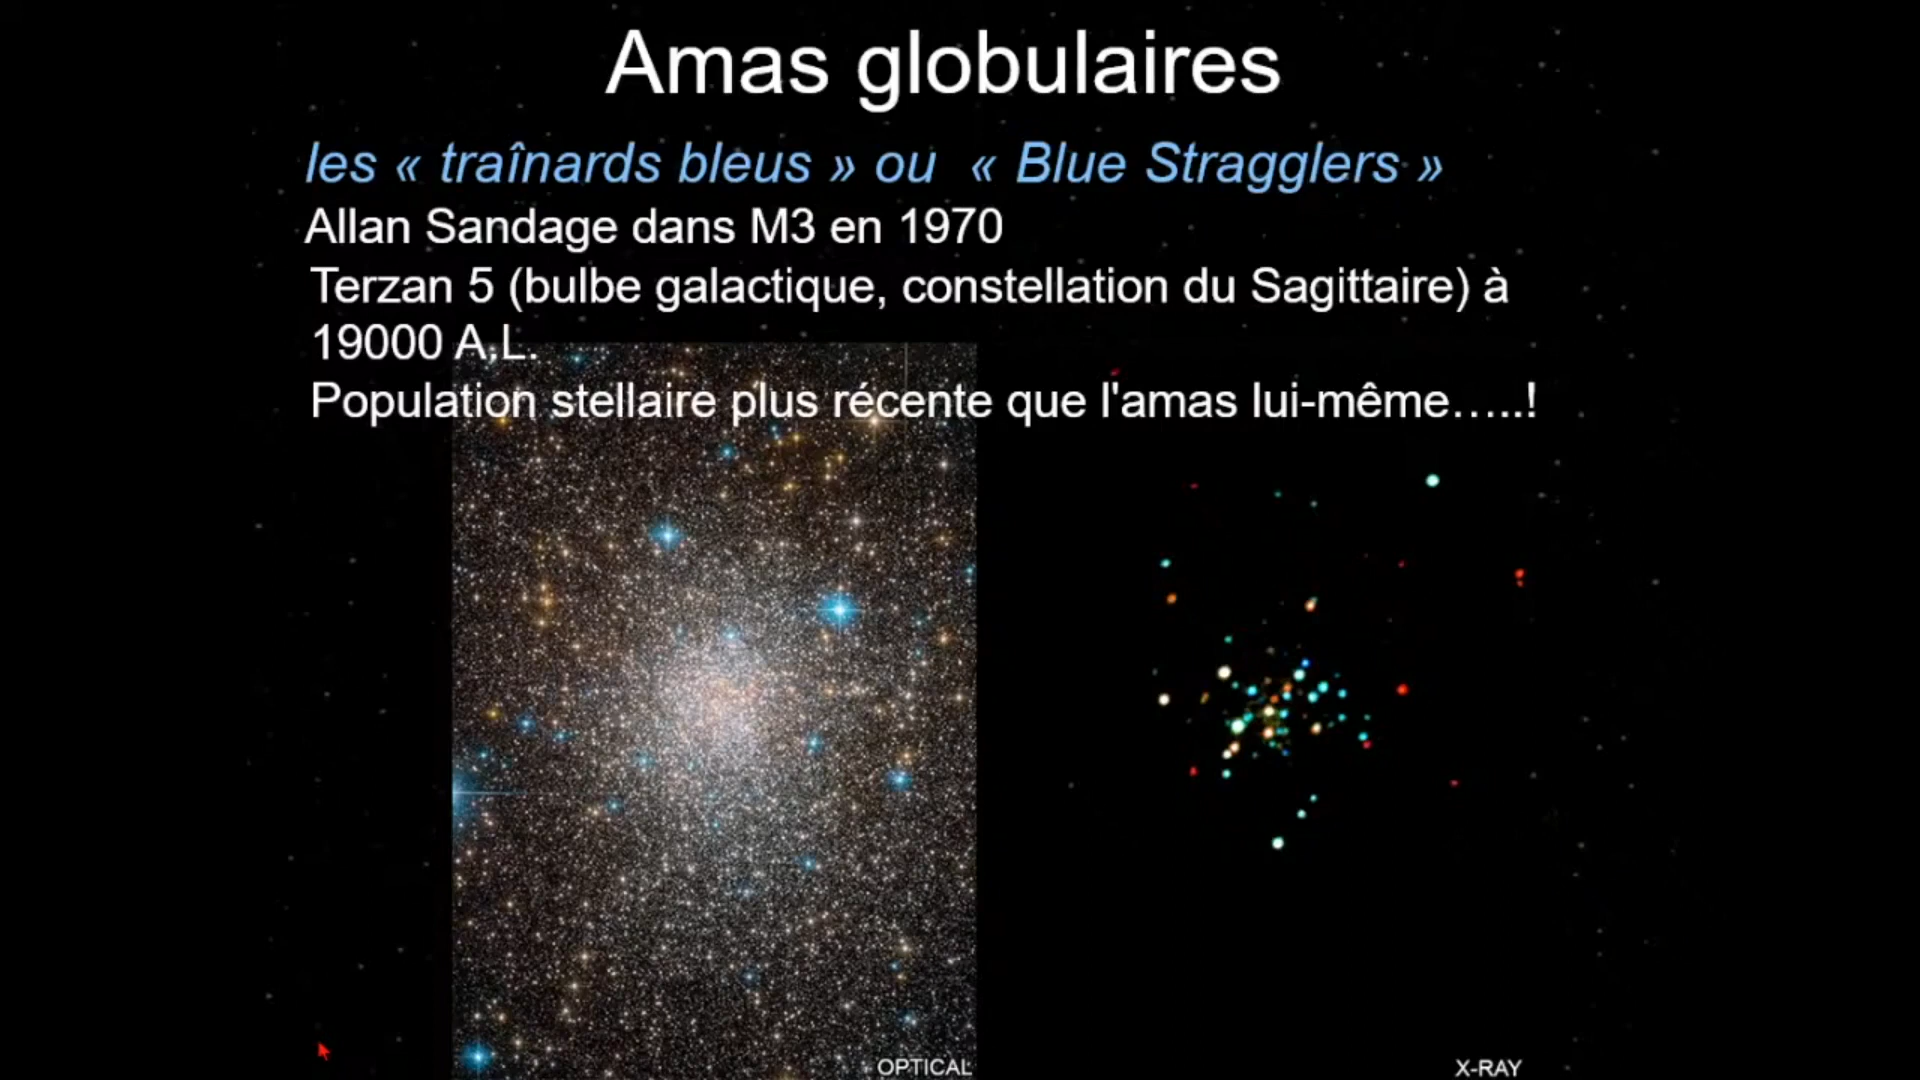 Amas globulaires
les « traînards bleus » ou « Blue Stragglers »
Allan Sandage dans M3 en 1970
Terzan 5 (bulbe galactique, constellation du Sagittaire) à
19000 A.L.
Population stellaire plus récente que l'amas lui-même…..!
OPTICAL
X-RAY